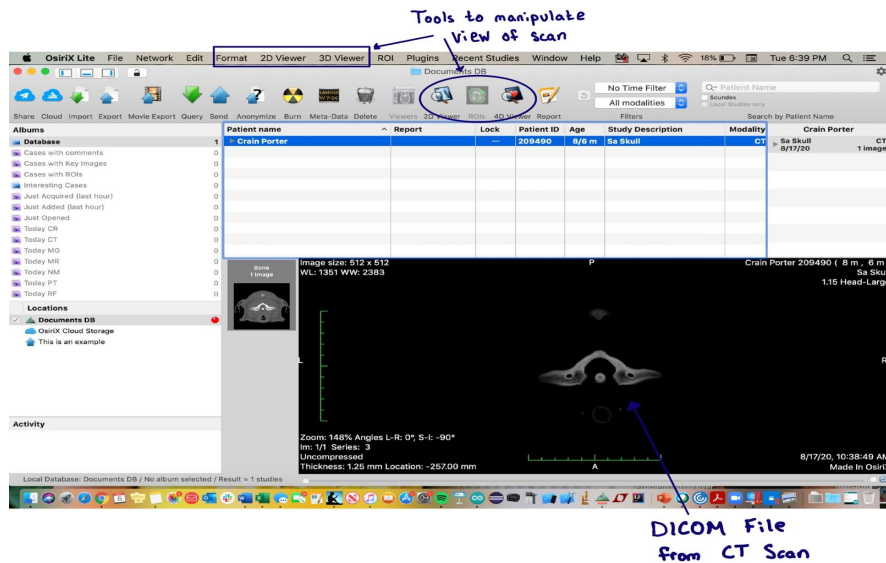 Tools to manipulate
view of scan
OsiriX Lite File Network Edit Format 2D Viewer 3D Viewer ROI Plugins Recent Studies Window Help 18% Tue 6:39 PM
Documents DB
No Time Filter
Patient Name
Soundex
All modalities
Local Studies only
Share Cloud Import Export Movie Export Query Send Anonymize Burn Meta-Data Delete Viewers 2D Viewer ROIs 4D Viewer Report Filters Search by Patient Name
Albums Patient name Report Lock Patient ID Age Study Description Modality Crain Porter
Database 1 Crain Porter — 209490 8/6 m Sa Skull CT Sa Skull CT
Cases with comments 0 8/17/20 1 image
Cases with Key Images 0
Cases with ROIs 0
Interesting Cases 0
Just Acquired (last hour) 0
Just Added (last hour) 0
Just Opened 0
Today CR 0
Today CT 0
Today MG 0
Today MR 0
Today NM 0
Today PT 0
Today RF 0
Bone
1 Image
Image size: 512 x 512 P Crain Porter 209490 ( 8 m , 6 m
WL: 1351 WW: 2383 Sa Sku
1.15 Head-Larg
Locations
Documents DB
OsiriX Cloud Storage
This is an example
L R
Activity
Zoom: 148% Angles L-R: 0°, S-I: -90°
Im: 1/1 Series: 3
Uncompressed 8/17/20, 10:38:49 AM
Thickness: 1.25 mm Location: -257.00 mm A Made In Osiri
Local Database: Documents DB / No album selected / Result = 1 studies
DICOM File
from CT Scan